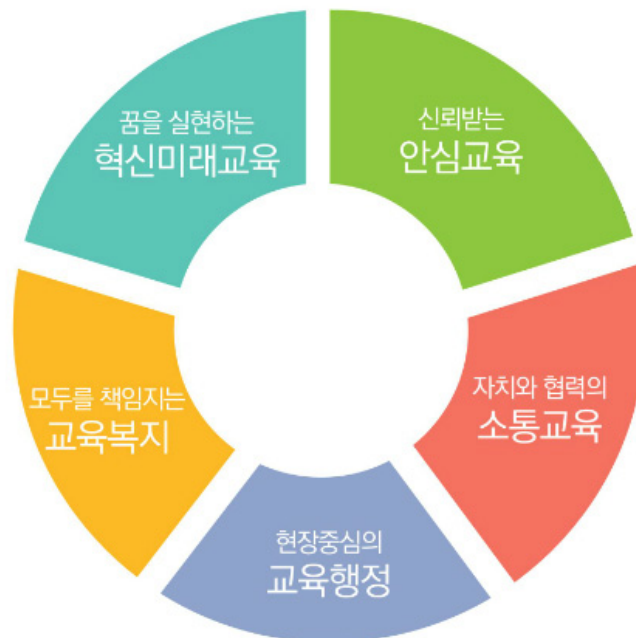 꿈을 실현하는
혁신미래교육
신뢰받는
안심교육
모두를 책임지는
교육복지
자치와 협력의
소통교육
현장중심의
교육행정